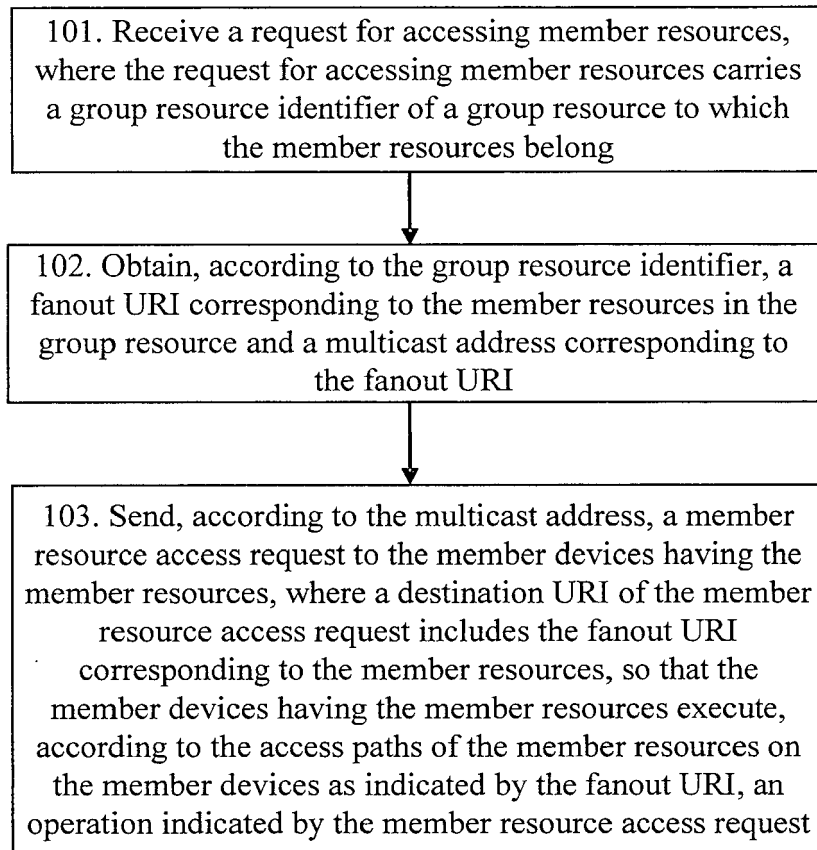 101. Receive a request for accessing member resources,
where the request for accessing member resources carries
a group resource identifier of a group resource to which
the member resources belong
102. Obtain, according to the group resource identifier, a
fanout URI corresponding to the member resources in the
group resource and a multicast address corresponding to
the fanout URI
103. Send, according to the multicast address, a member
resource access request to the member devices having the
member resources, where a destination URI of the member
resource access request includes the fanout URI
corresponding to the member resources, so that the
member devices having the member resources execute,
according to the access paths of the member resources on
the member devices as indicated by the fanout URI, an
operation indicated by the member resource access request